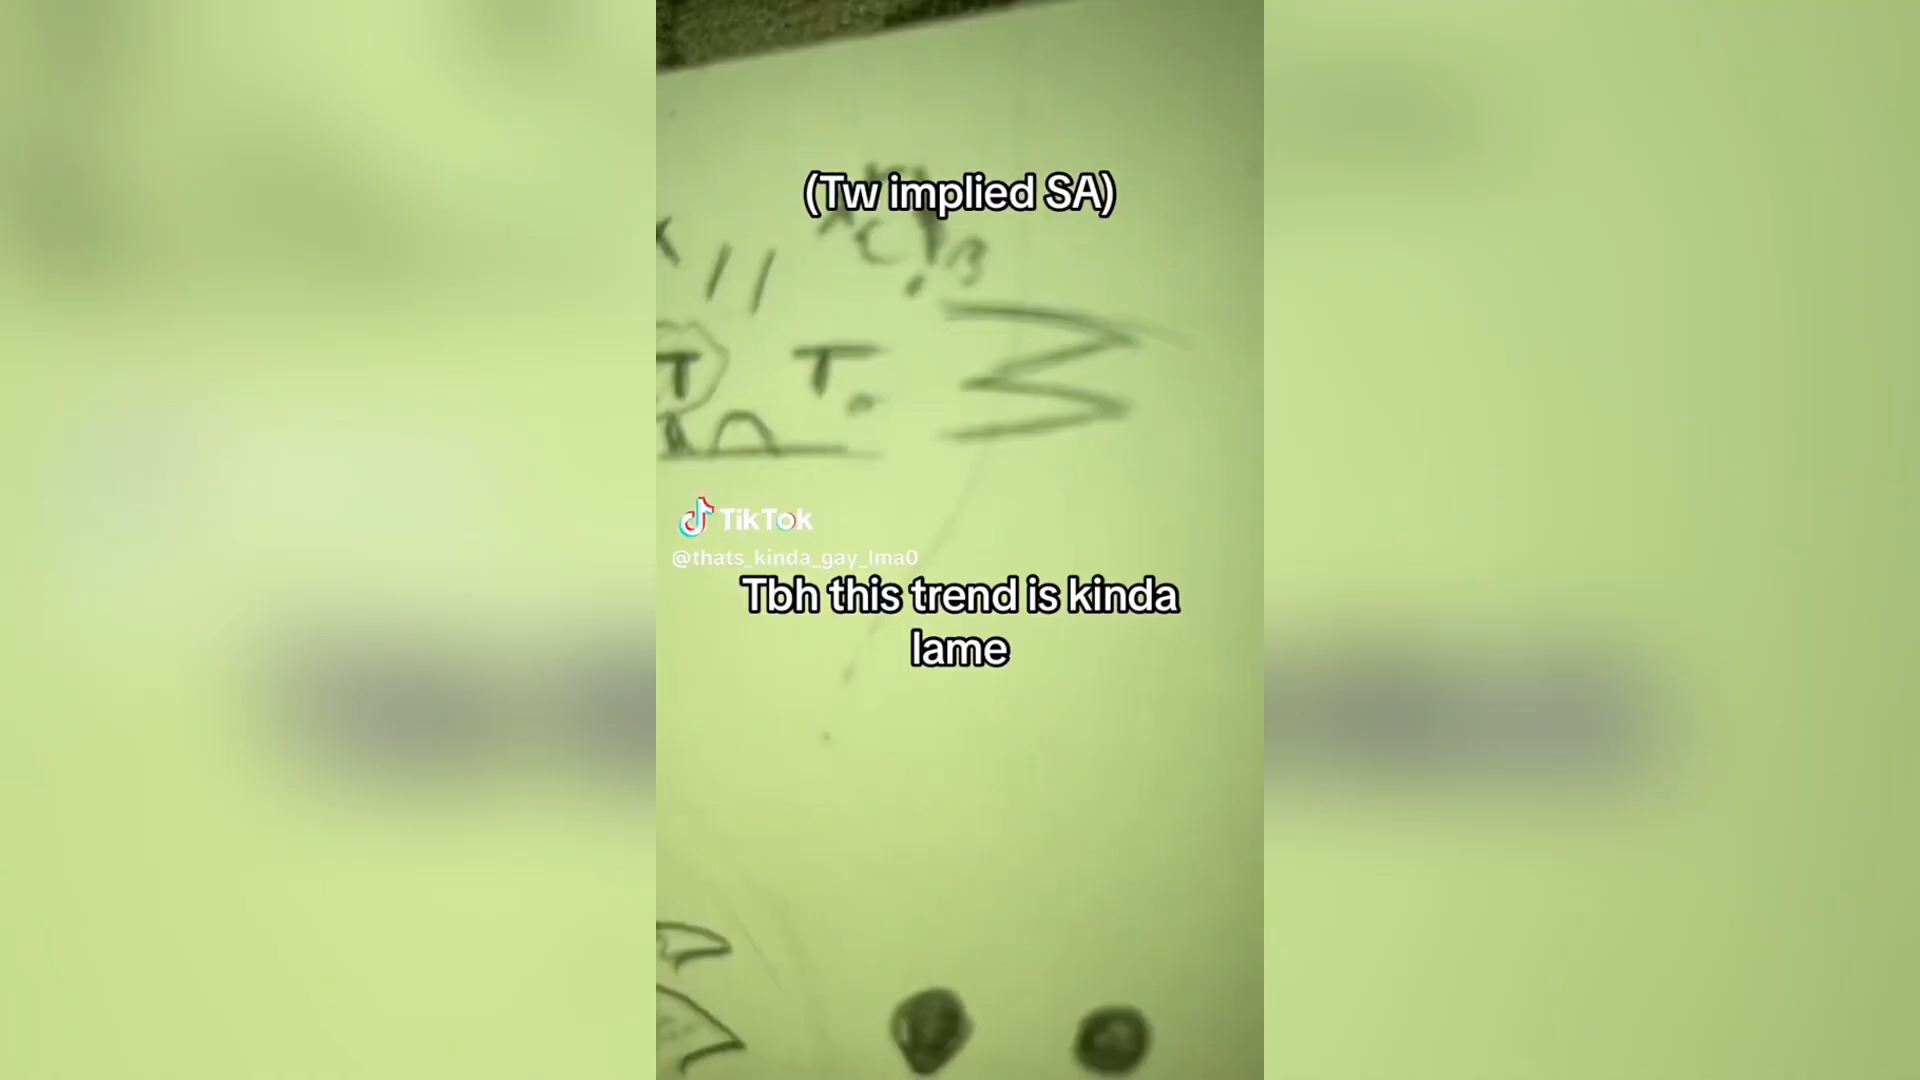 (Tw implied SA)
T
T
TikTok
@thats_kinda_gay_lma0
Tbh this trend is kinda
lame